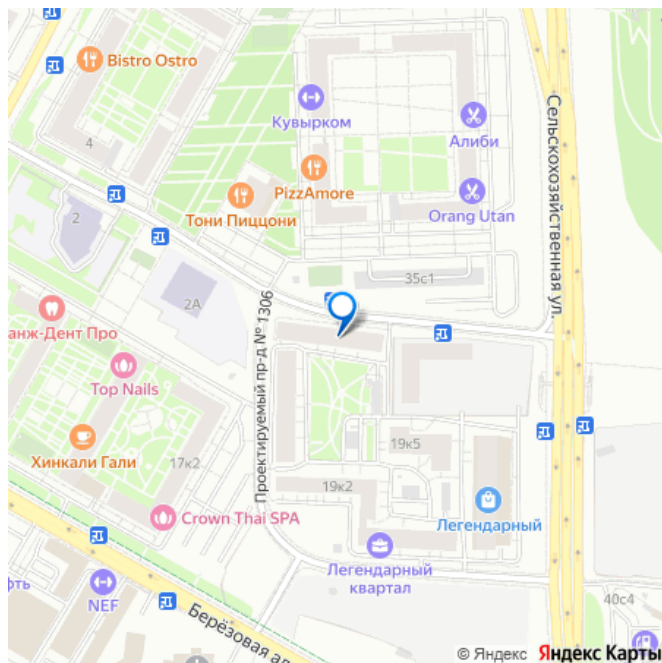 Bistro Ostro
Кувырком
Алиби
4
PizzAmore
Тони Пиццони
Orang Utan
Сельскохозяйственная ул.
2
35с1
2А
Проектируемый пр-д № 1306
анж-Дент Про
Top Nails
Хинкали Гали
17к2
19к5
19к2
Crown Thai SPA
Легендарный
Легендарный
квартал
фть
NEF
Берёзовая ал
40с4
© Яндекс Яндекс Карты